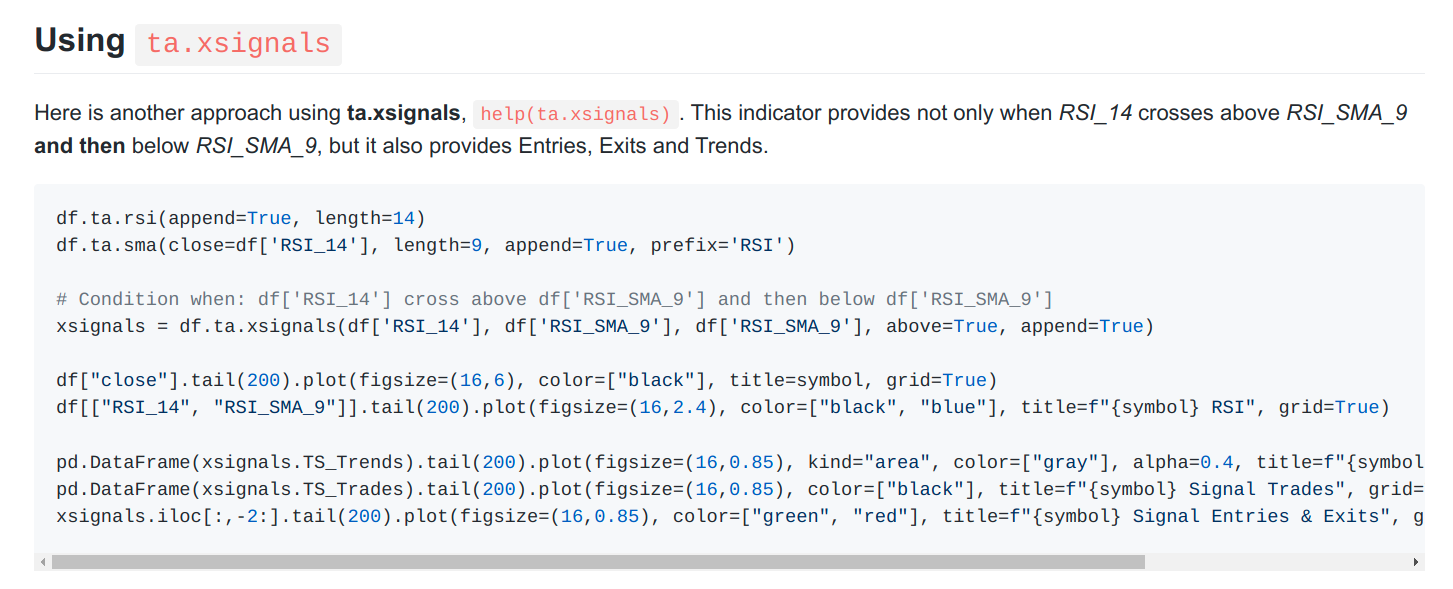 Using ta.xsignals
Here is another approach using ta.xsignals, help(ta.xsignals) . This indicator provides not only when RSI_14 crosses above RSI_SMA_9
and then below RSI_SMA_9, but it also provides Entries, Exits and Trends.
df.ta.rsi(append=True, length=14)
df.ta.sma(close=df['RSI_14'], length=9, append=True, prefix='RSI')
# Condition when: df['RSI_14'] cross above df['RSI_SMA_9'] and then below df['RSI_SMA_9']
xsignals = df.ta.xsignals(df['RSI_14'], df['RSI_SMA_9'], df['RSI_SMA_9'], above=True, append=True)
df["close"].tail(200).plot(figsize=(16,6), color=["black"], title=symbol, grid=True)
df[["RSI_14", "RSI_SMA_9"]].tail(200).plot(figsize=(16,2.4), color=["black", "blue"], title=f"{symbol} RSI", grid=True)
pd.DataFrame(xsignals.TS_Trends).tail(200).plot(figsize=(16,0.85), kind="area", color=["gray"], alpha=0.4, title=f"{symbol
pd.DataFrame(xsignals.TS_Trades).tail(200).plot(figsize=(16,0.85), color=["black"], title=f"{symbol} Signal Trades", grid=
xsignals.iloc[:,-2:].tail(200).plot(figsize=(16,0.85), color=["green", "red"], title=f"{symbol} Signal Entries & Exits", g